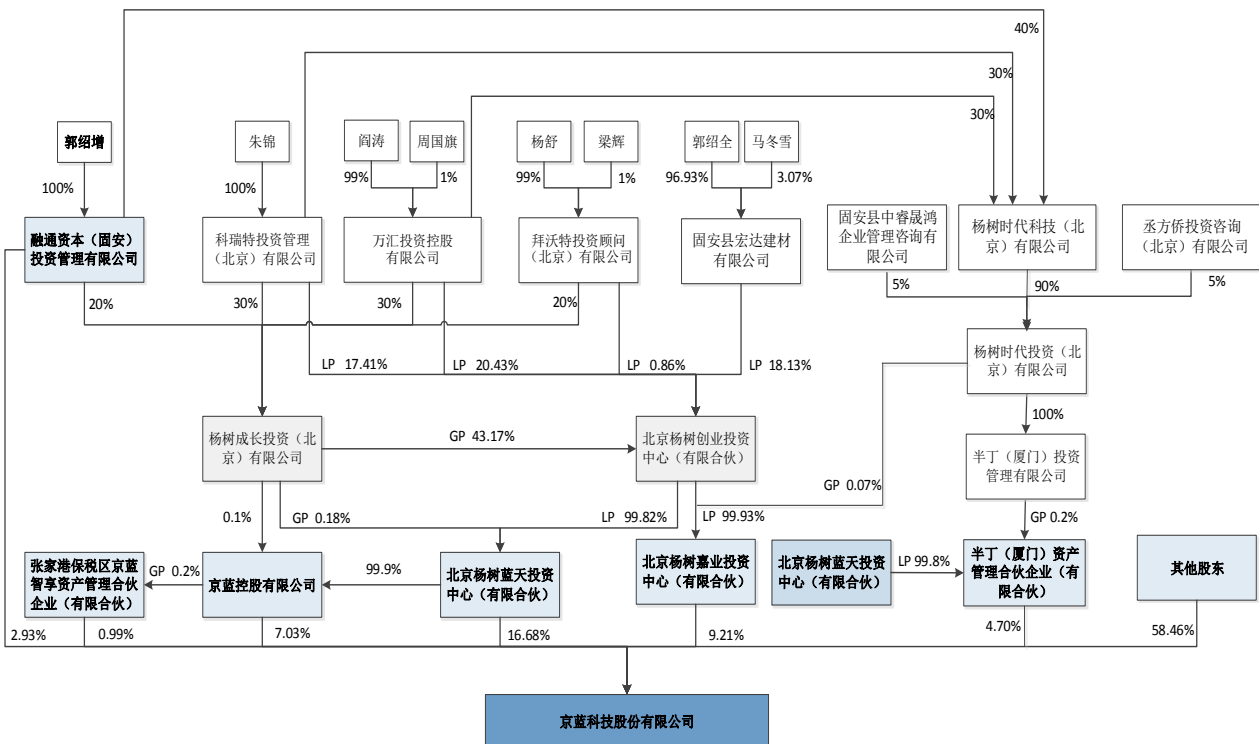 40%
30%
30%
郭绍增
朱锦
阎涛
周国旗
杨舒
梁辉
郭绍全
马冬雪
100%
100%
99%
1%
99%
1%
96.93%
3.07%
融通资本（固安）
投资管理有限公司
科瑞特投资管理
（北京）有限公司
万汇投资控股
有限公司
拜沃特投资顾问
（北京）有限公司
固安县宏达建材
有限公司
固安县中睿晟鸿
企业管理咨询有
限公司
杨树时代科技（北
京）有限公司
丞方侨投资咨询
（北京）有限公司
20%
30%
30%
20%
5%
90%
5%
LP 17.41%
LP 20.43%
LP 0.86%
LP 18.13%
杨树时代投资（北
京）有限公司
100%
杨树成长投资（北
京）有限公司
GP 43.17%
北京杨树创业投资
中心（有限合伙）
半丁（厦门）投资
管理有限公司
GP 0.07%
0.1%
GP 0.18%
LP 99.82%
LP 99.93%
GP 0.2%
张家港保税区京蓝
智享资产管理合伙
企业（有限合伙）
GP 0.2%
京蓝控股有限公司
99.9%
北京杨树蓝天投资
中心（有限合伙）
北京杨树嘉业投资
中心（有限合伙）
北京杨树蓝天投资
中心（有限合伙）
LP 99.8%
半丁（厦门）资产
管理合伙企业（有
限合伙）
其他股东
2.93%
0.99%
7.03%
16.68%
9.21%
4.70%
58.46%
京蓝科技股份有限公司